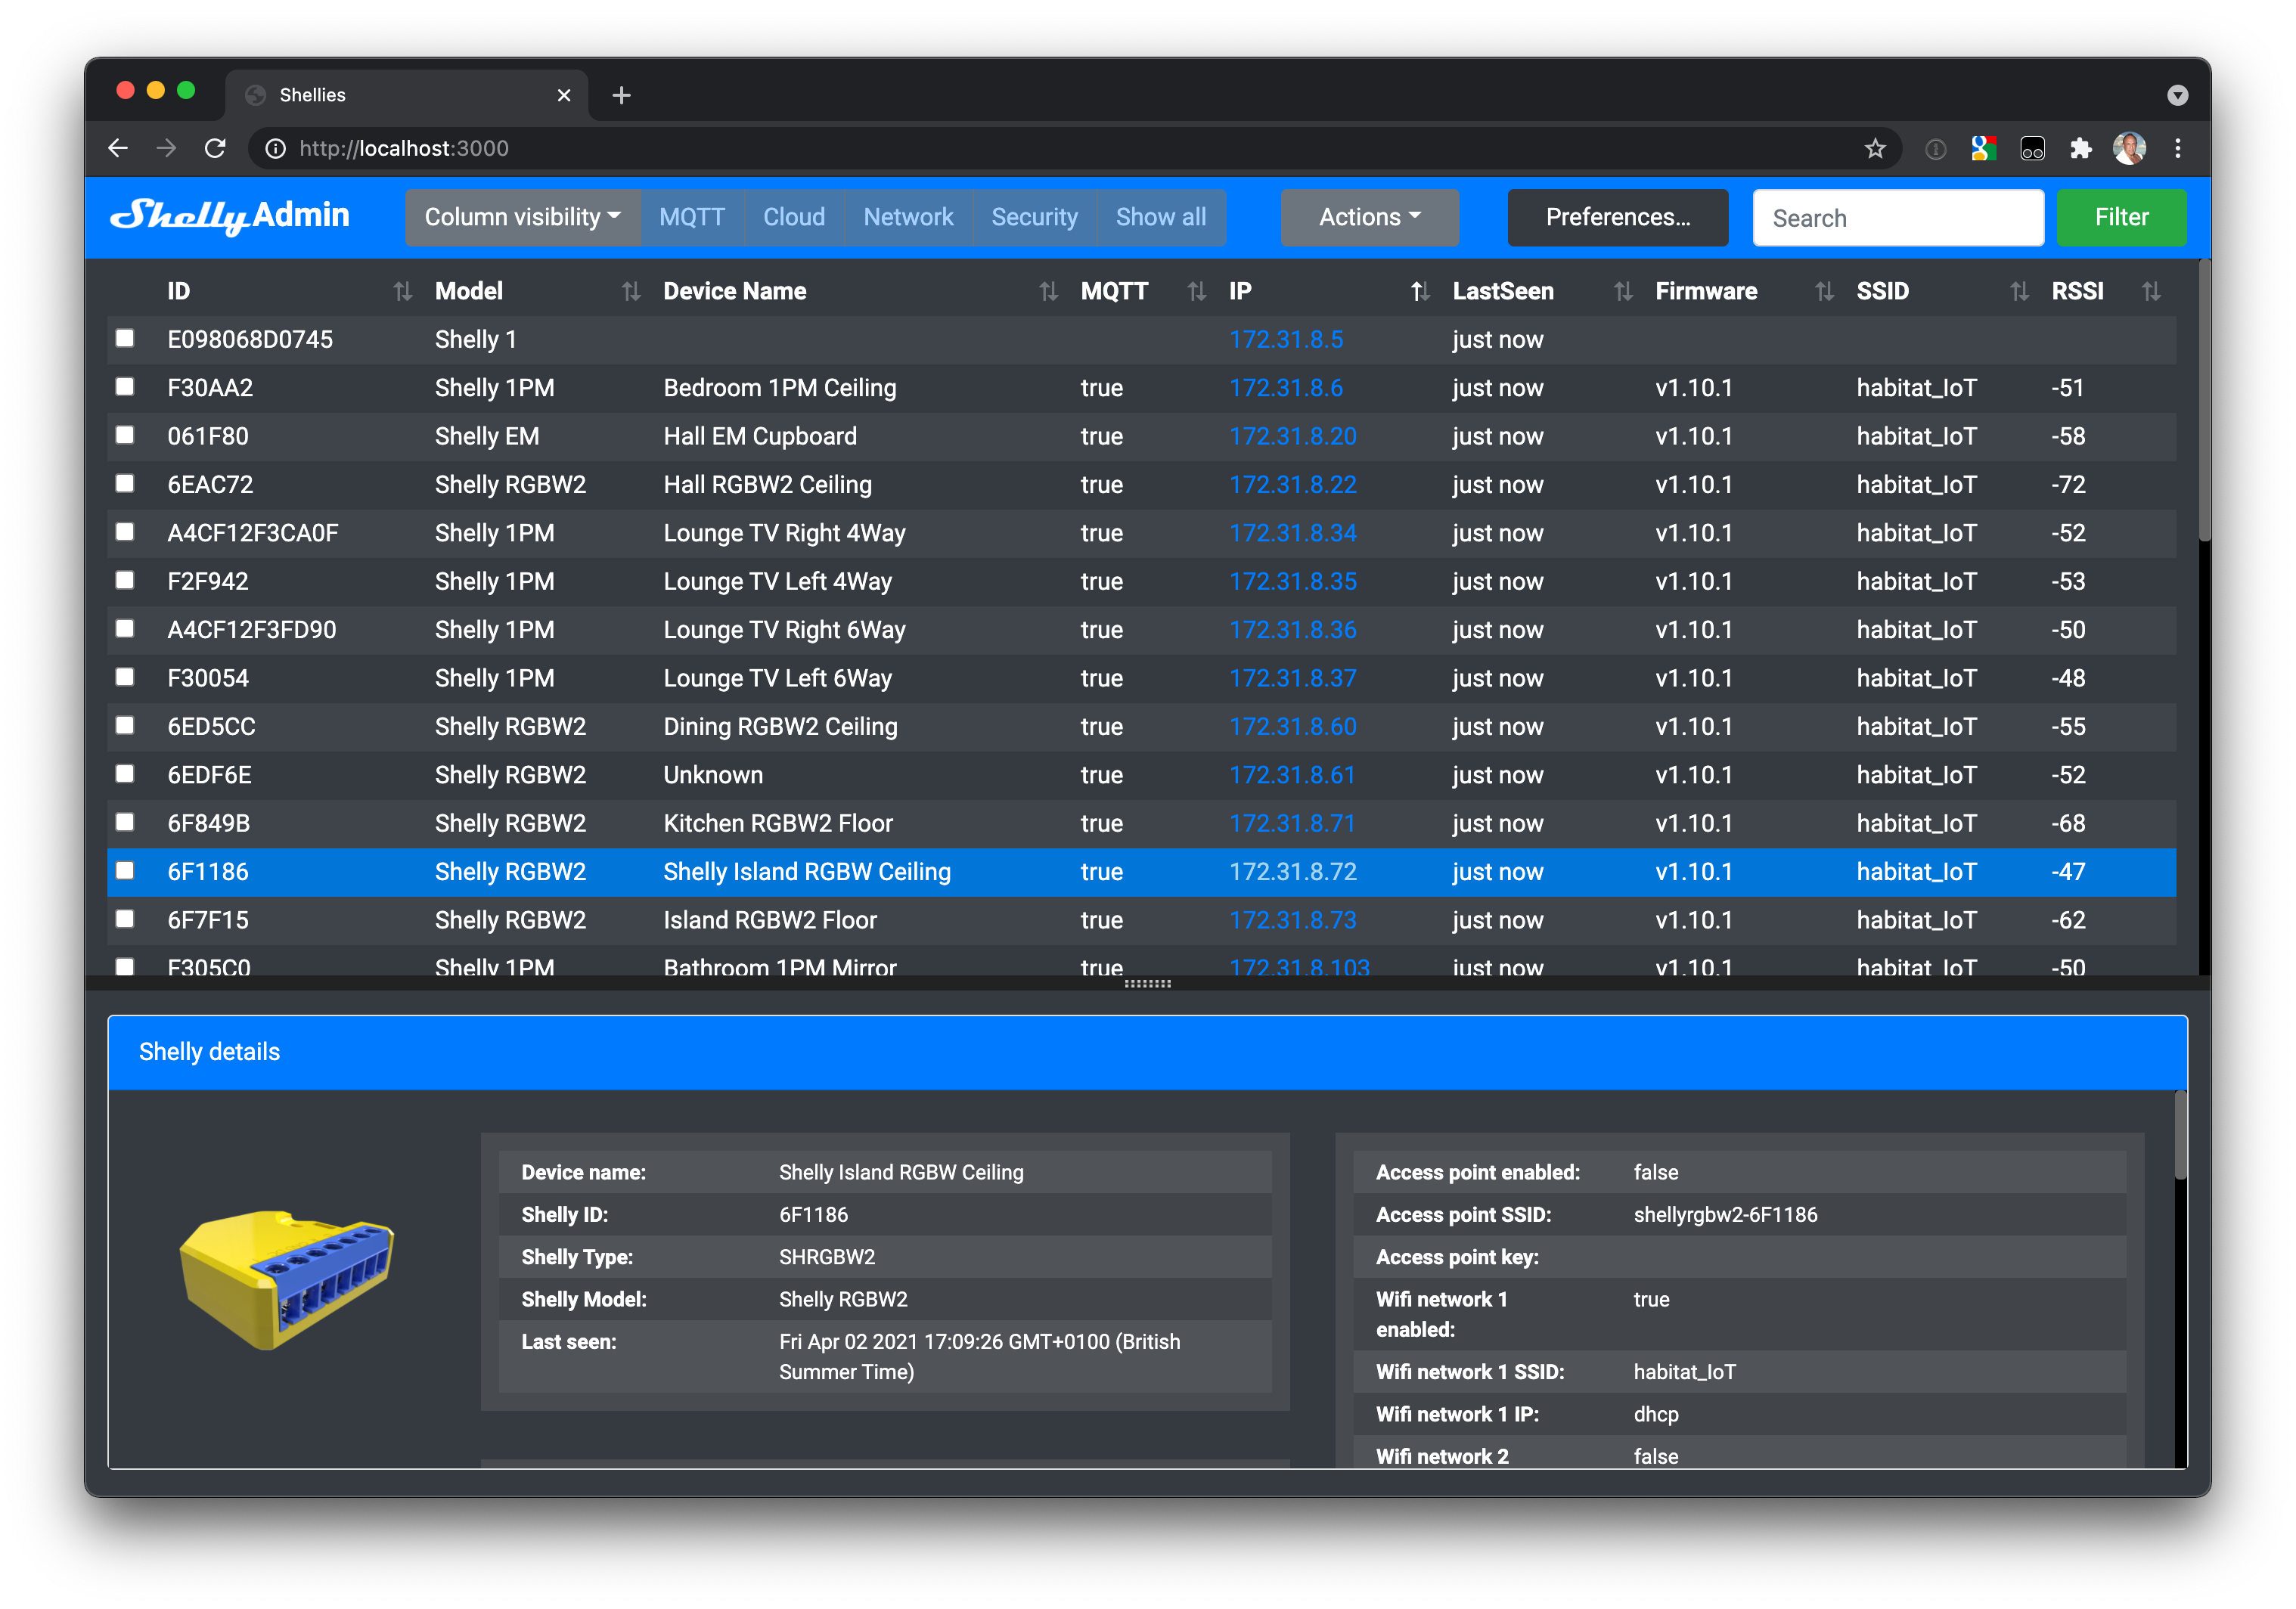 Shellies
http://localhost:3000
Shelly Admin Column visibility MQTT Cloud Network Security Show all Actions Preferences... Search Filter
ID Model Device Name MQTT IP LastSeen Firmware SSID RSSI
E098068D0745 Shelly 1 172.31.8.5 just now
F30AA2 Shelly 1PM Bedroom 1PM Ceiling true 172.31.8.6 just now v1.10.1 habitat_IoT -51
061F80 Shelly EM Hall EM Cupboard true 172.31.8.20 just now v1.10.1 habitat_IoT -58
6EAC72 Shelly RGBW2 Hall RGBW2 Ceiling true 172.31.8.22 just now v1.10.1 habitat_IoT -72
A4CF12F3CA0F Shelly 1PM Lounge TV Right 4Way true 172.31.8.34 just now v1.10.1 habitat_IoT -52
F2F942 Shelly 1PM Lounge TV Left 4Way true 172.31.8.35 just now v1.10.1 habitat_IoT -53
A4CF12F3FD90 Shelly 1PM Lounge TV Right 6Way true 172.31.8.36 just now v1.10.1 habitat_IoT -50
F30054 Shelly 1PM Lounge TV Left 6Way true 172.31.8.37 just now v1.10.1 habitat_IoT -48
6ED5CC Shelly RGBW2 Dining RGBW2 Ceiling true 172.31.8.60 just now v1.10.1 habitat_IoT -55
6EDF6E Shelly RGBW2 Unknown true 172.31.8.61 just now v1.10.1 habitat_IoT -52
6F849B Shelly RGBW2 Kitchen RGBW2 Floor true 172.31.8.71 just now v1.10.1 habitat_IoT -68
6F1186 Shelly RGBW2 Shelly Island RGBW Ceiling true 172.31.8.72 just now v1.10.1 habitat_IoT -47
6F7F15 Shelly RGBW2 Island RGBW2 Floor true 172.31.8.73 just now v1.10.1 habitat_IoT -62
F305C0 Shelly 1PM Bathroom 1PM Mirror true 172.31.8.103 just now v1.10.1 habitat_IoT -50
Shelly details
Device name: Shelly Island RGBW Ceiling
Shelly ID: 6F1186
Shelly Type: SHRGBW2
Shelly Model: Shelly RGBW2
Last seen: Fri Apr 02 2021 17:09:26 GMT+0100 (British
Summer Time)
Access point enabled: false
Access point SSID: shellyrgbw2-6F1186
Access point key:
Wifi network 1 true
enabled:
Wifi network 1 SSID: habitat_IoT
Wifi network 1 IP: dhcp
Wifi network 2 false